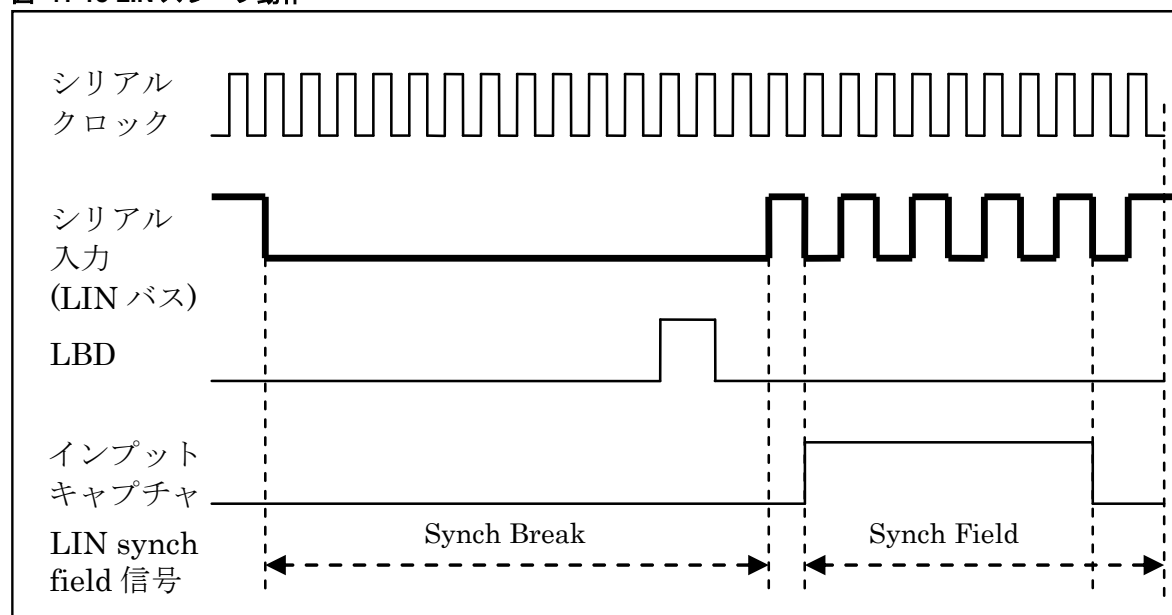 シリアル
クロック
シリアル
入力
(LIN バス)
LBD
インプット
キャプチャ
LIN synch
field 信号
Synch Break
Synch Field